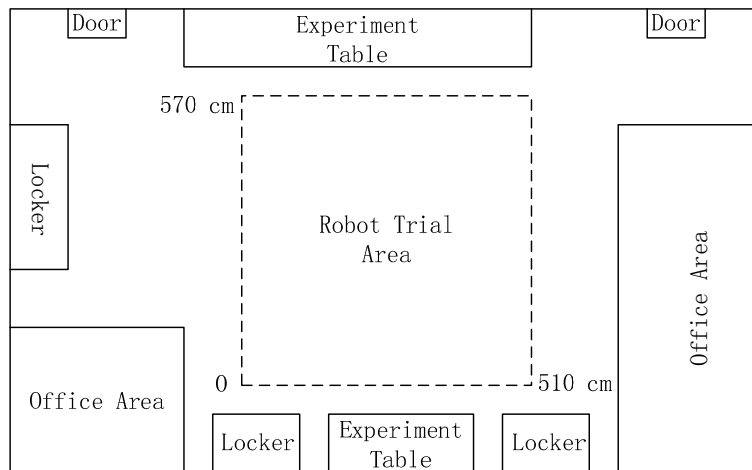 Door
Experiment
Table
Door
570 cm
Locker
Robot Trial
Area
Office Area
Office Area
O
510 cm
Locker
Experiment
Table
Locker